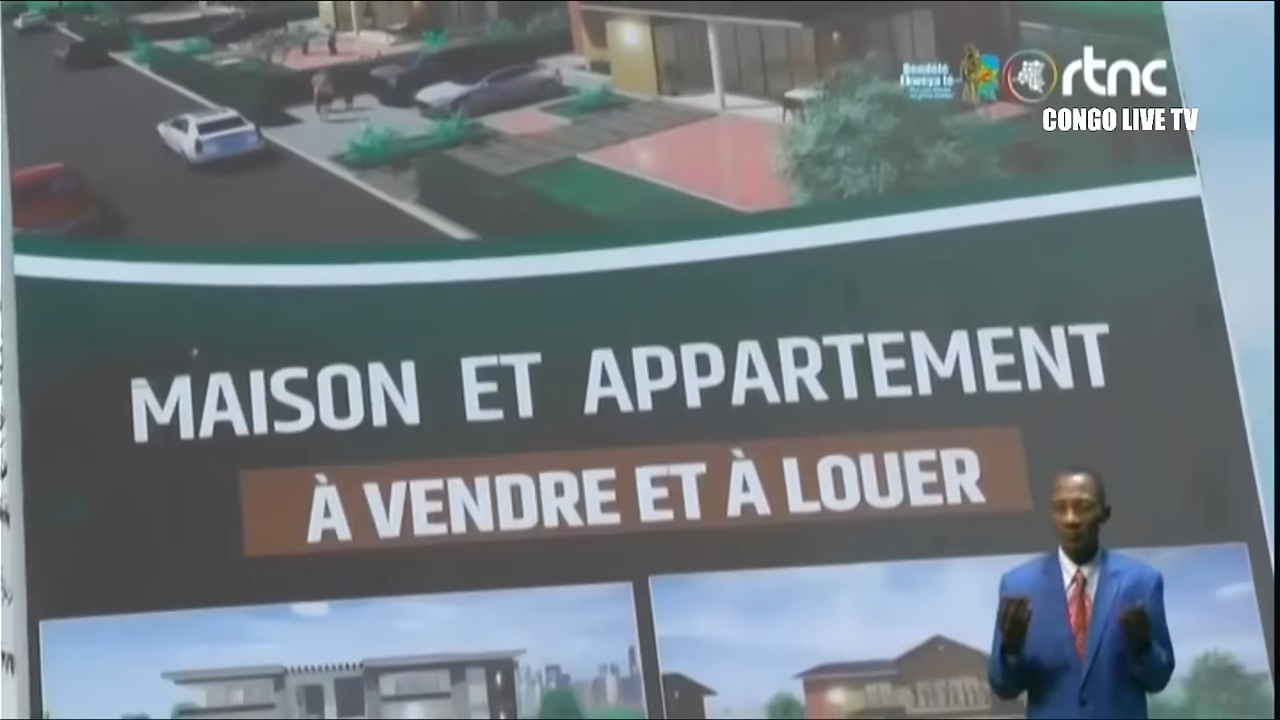 rtnc
CONGO LIVE TV
MAISON ET APPARTEMENT
À VENDRE ET À LOUER